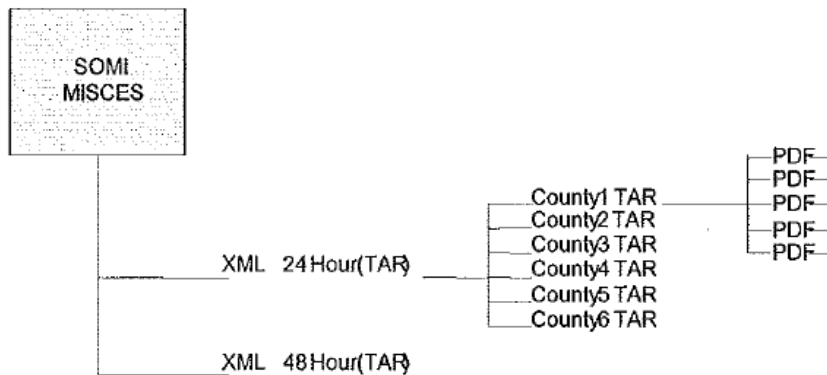 SOMI
MISCES
PDF
PDF
County1 TAR
PDF
County2 TAR
PDF
County3 TAR
PDF
XML 24 Hour(TAR)
County4 TAR
County5 TAR
County6 TAR
XML 48 Hour(TAR)